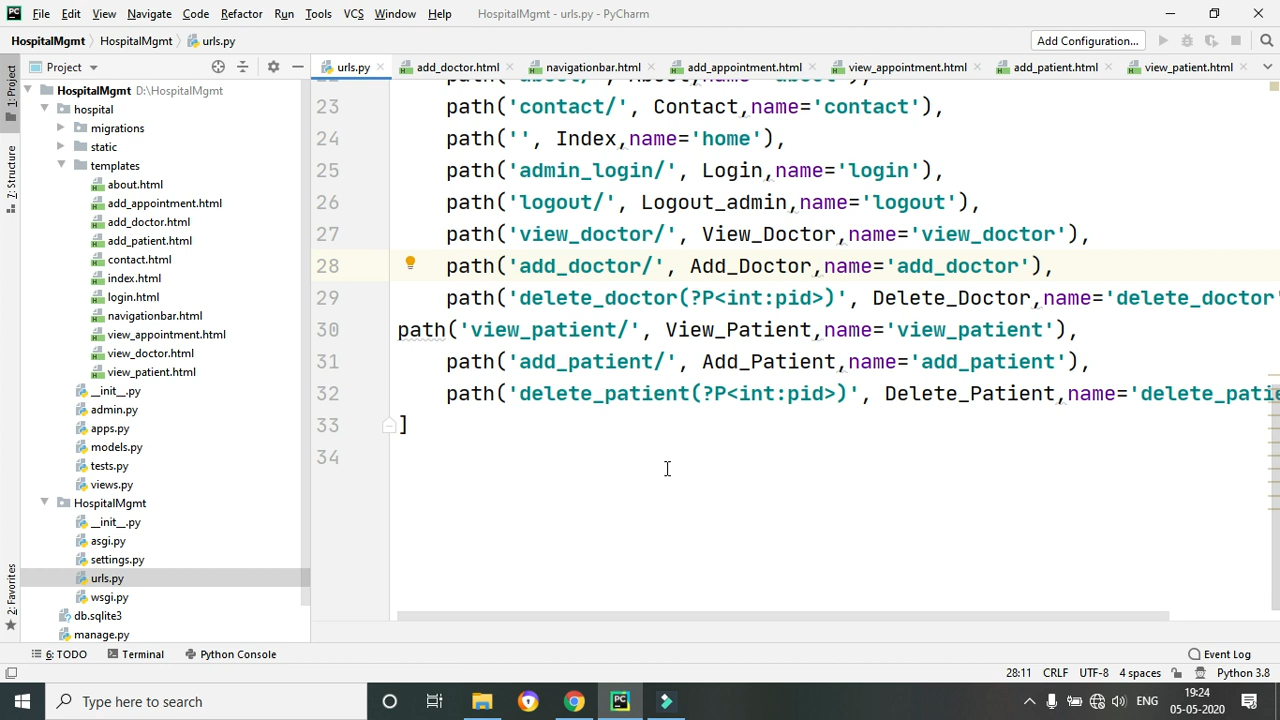 File Edit View Navigate Code Refactor Run Tools VCS Window Help HospitalMgmt - urls.py - PyCharm
HospitalMgmt HospitalMgmt urls.py Add Configuration...
Project urls.py add_doctor.html navigationbar.html add_appointment.html view_appointment.html add_patient.html view_patient.html
1: Project
Z: Structure
2: Favorites
HospitalMgmt D:\HospitalMgmt
hospital
migrations
static
templates
about.html
add_appointment.html
add_doctor.html
add_patient.html
contact.html
index.html
login.html
navigationbar.html
view_appointment.html
view_doctor.html
view_patient.html
__init__.py
admin.py
apps.py
models.py
tests.py
views.py
HospitalMgmt
__init__.py
asgi.py
settings.py
urls.py
wsgi.py
db.sqlite3
manage.py
23 path('contact/', Contact,name='contact'),
24 path('', Index,name='home'),
25 path('admin_login/', Login,name='login'),
26 path('logout/', Logout_admin,name='logout'),
27 path('view_doctor/', View_Doctor,name='view_doctor'),
28 path('add_doctor/', Add_Doctor,name='add_doctor'),
29 path('delete_doctor(?P<int:pid>)', Delete_Doctor,name='delete_doctor'
30 path('view_patient/', View_Patient,name='view_patient'),
31 path('add_patient/', Add_Patient,name='add_patient'),
32 path('delete_patient(?P<int:pid>)', Delete_Patient,name='delete_patie
33 ]
34
6: TODO Terminal Python Console Event Log
28:11 CRLF UTF-8 4 spaces Python 3.8
Type here to search ENG 19:24
05-05-2020